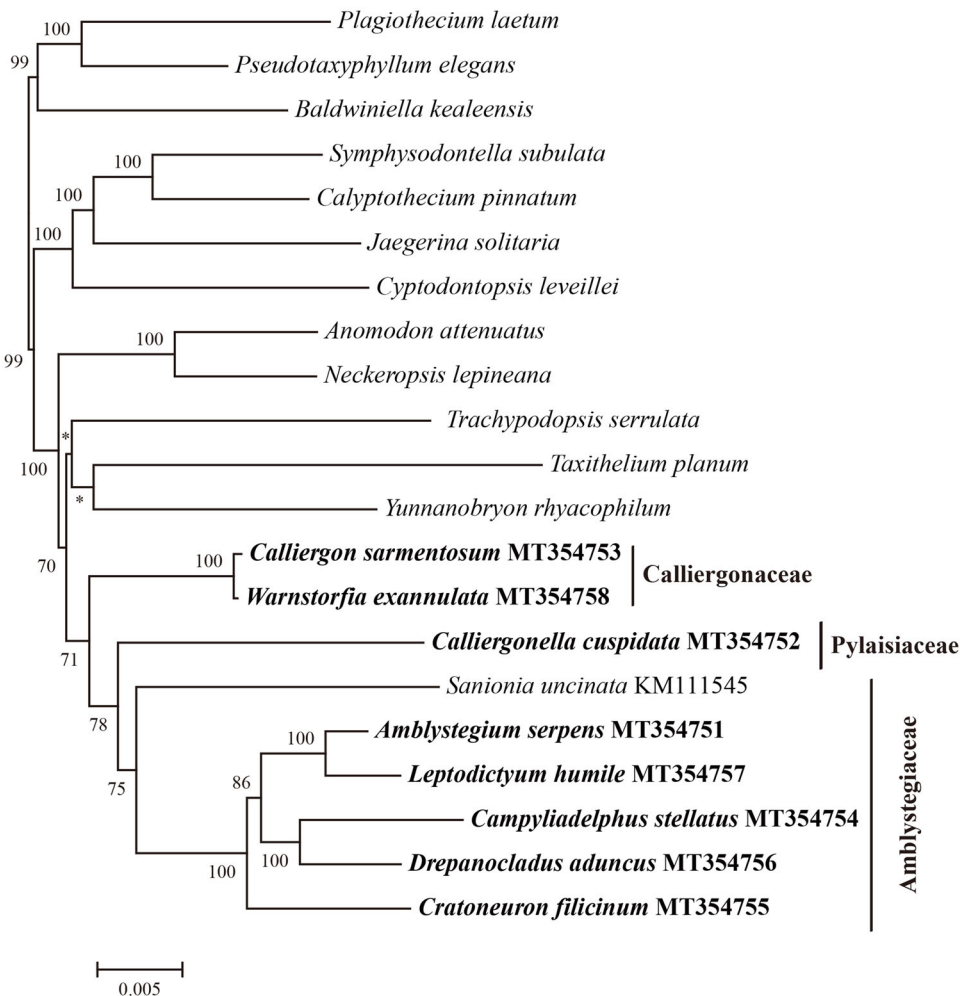 Plagiothecium laetum
100
99
Pseudotaxyphyllum elegans
Baldwiniella kealeensis
Symphysodontella subulata
100
Calyptothecium pinnatum
100
100
Jaegerina solitaria
Cyptodontopsis leveillei
Anomodon attenuatus
100
99
Neckeropsis lepineana
Trachypodopsis serrulata
*
100
Taxithelium planum
*
Yunnanobryon rhyacophilum
Calliergon sarmentosum MT354753
100
70
Calliergonaceae
Warnstorfia exannulata MT354758
Calliergonella cuspidata MT354752
Pylaisiaceae
71
Sanionia uncinata KM111545
78
Amblystegium serpens MT354751
100
Leptodictyum humile MT354757
86
75
Campyliadelphus stellatus MT354754
Amblystegiaceae
100
Drepanocladus aduncus MT354756
100
Cratoneuron filicinum MT354755
0.005